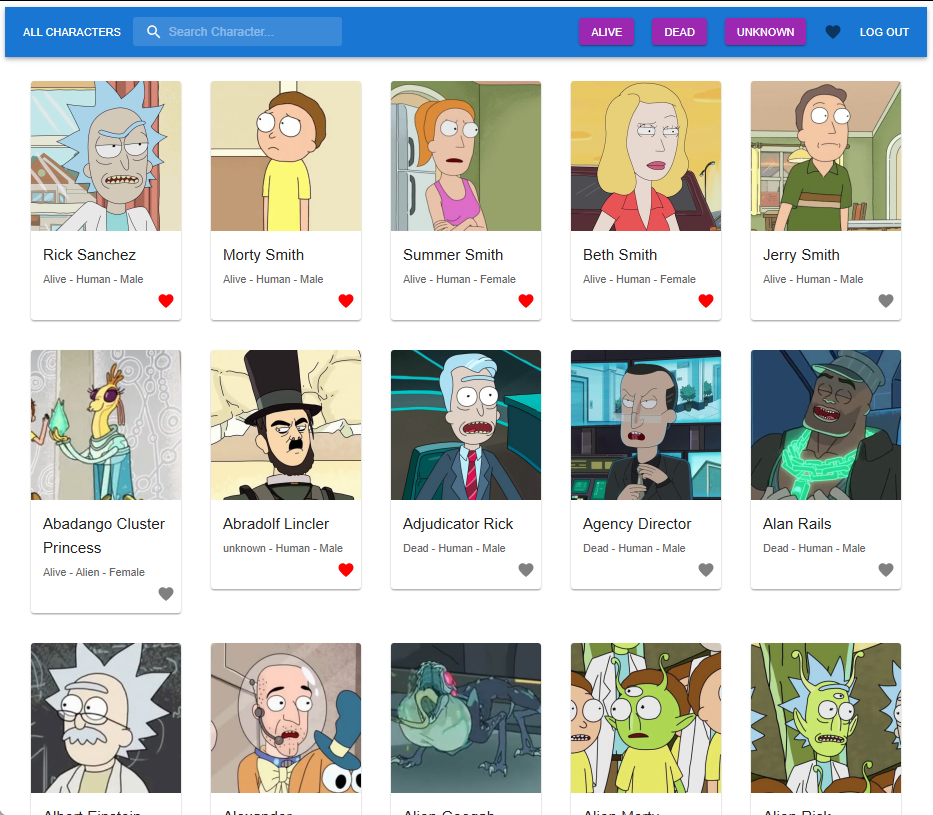 ALL CHARACTERS Search Character... ALIVE DEAD UNKNOWN LOG OUT
Rick Sanchez
Alive - Human - Male
Morty Smith
Alive - Human - Male
Summer Smith
Alive - Human - Female
Beth Smith
Alive - Human - Female
Jerry Smith
Alive - Human - Male
Abadango Cluster
Princess
Alive - Alien - Female
Abradolf Lincler
unknown - Human - Male
Adjudicator Rick
Dead - Human - Male
Agency Director
Dead - Human - Male
Alan Rails
Dead - Human - Male
Albert Einstein
Alexander
Alien Googah
Alien Morty
Alien Rick